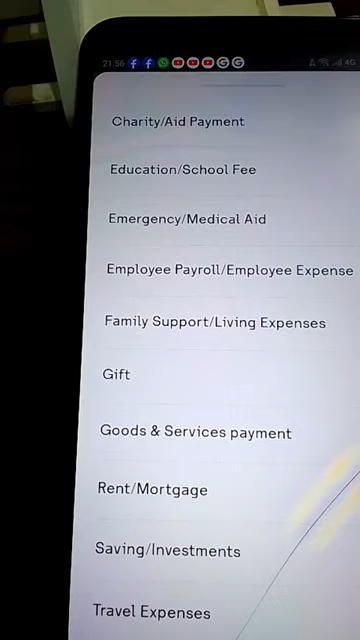 21:56
4G
Charity/Aid Payment
Education/School Fee
Emergency/Medical Aid
Employee Payroll/Employee Expense
Family Support/Living Expenses
Gift
Goods & Services payment
Rent/Mortgage
Saving/Investments
Travel Expenses